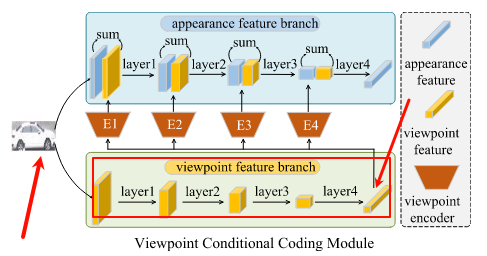 appearance feature branch
sum sum sum sum
layer1 layer2 layer3 layer4
E1 E2 E3 E4
viewpoint feature branch
layer1 layer2 layer3 layer4
appearance
feature
viewpoint
feature
viewpoint
encoder
Viewpoint Conditional Coding Module